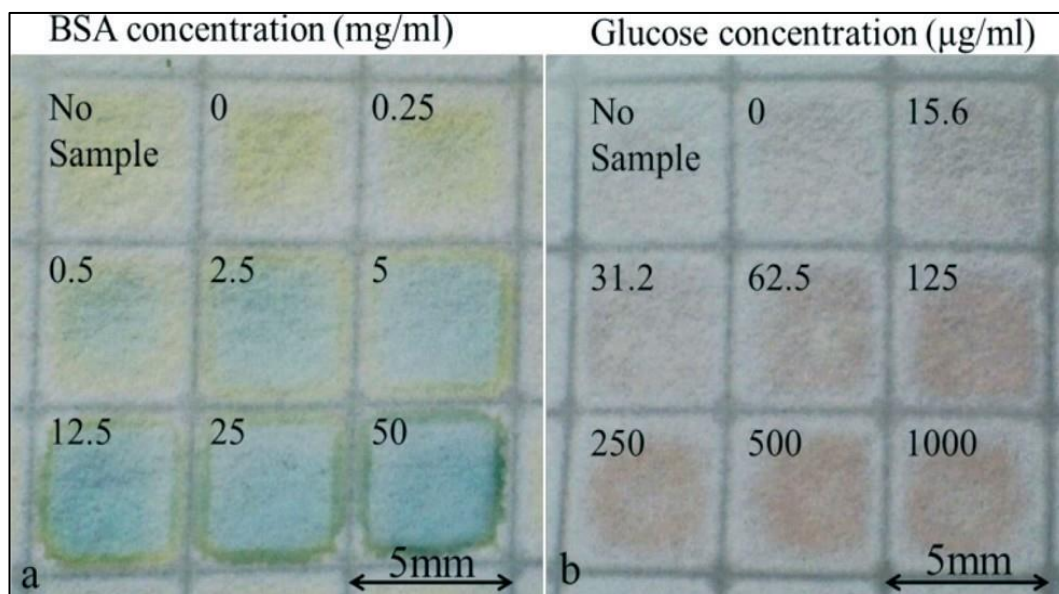 BSA concentration (mg/ml)
No
Sample
0
0.25
0.5
2.5
5
12.5
25
50
a
5mm
Glucose concentration (µg/ml)
No
Sample
0
15.6
31.2
62.5
125
250
500
1000
b
5mm